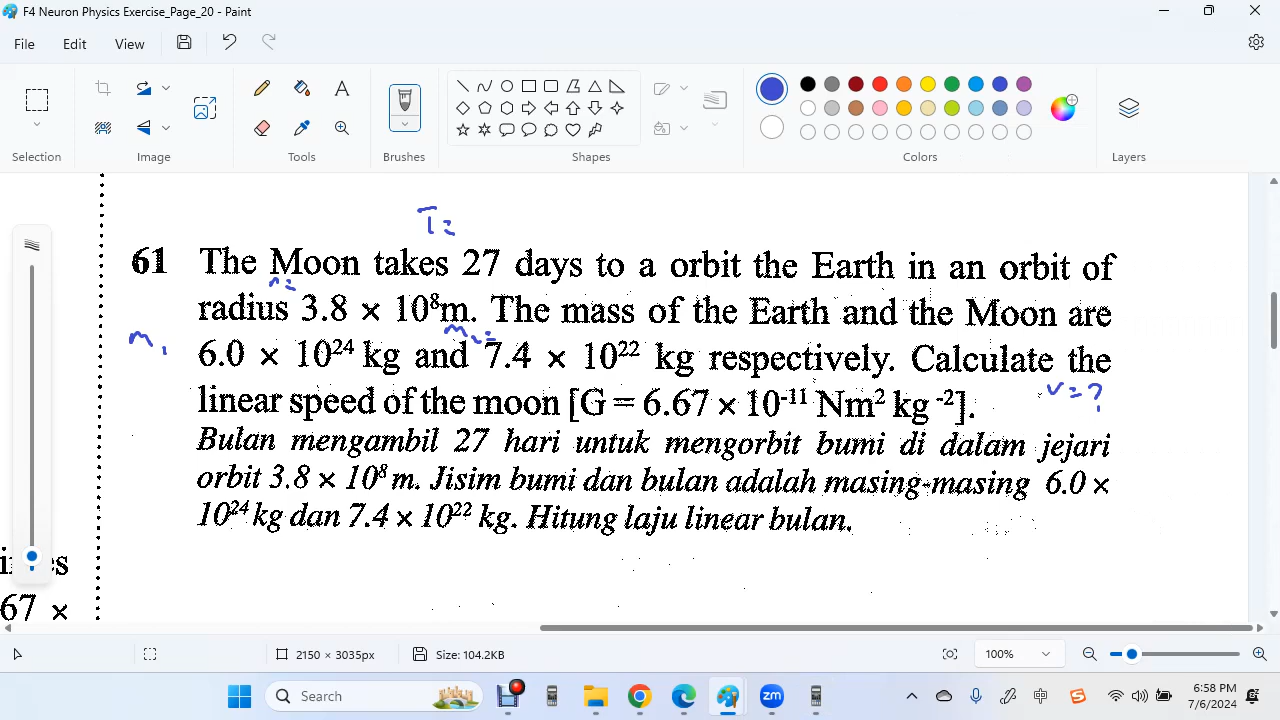 F4 Neuron Physics Exercise_Page_20 - Paint
File Edit View
Selection Image Tools Brushes Shapes Colors Layers
T=
61 The Moon takes 27 days to a orbit the Earth in an orbit of
r=
radius 3.8 × 10⁸m. The mass of the Earth and the Moon are
m₁ m₂=
6.0 × 10²⁴ kg and 7.4 × 10²² kg respectively. Calculate the
v=?
linear speed of the moon [G = 6.67 × 10⁻¹¹ Nm² kg ⁻²].
Bulan mengambil 27 hari untuk mengorbit bumi di dalam jejari
orbit 3.8 × 10⁸ m. Jisim bumi dan bulan adalah masing-masing 6.0 ×
10²⁴ kg dan 7.4 × 10²² kg. Hitung laju linear bulan.
67 ×
2150 × 3035px Size: 104.2KB 100%
Search zm 中 6:58 PM
7/6/2024